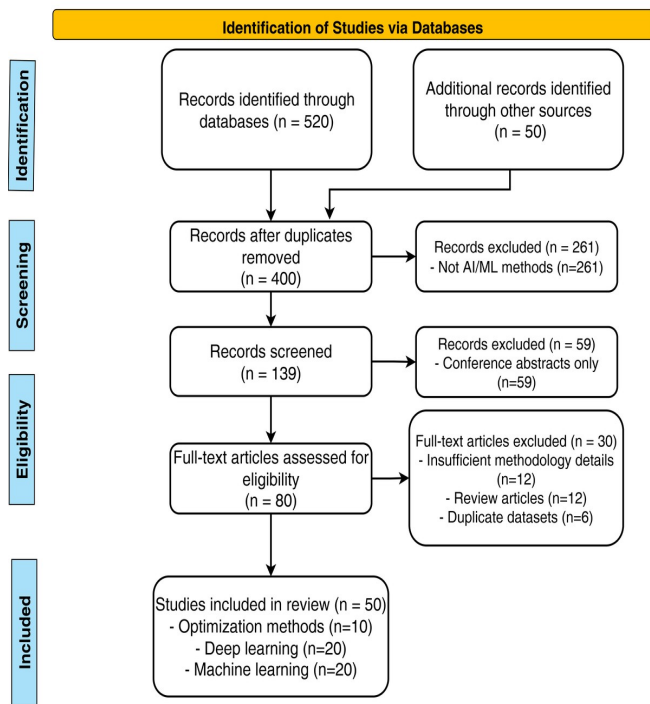 Identification of Studies via Databases
Identification
Records identified through
databases (n = 520)
Additional records identified
through other sources
(n = 50)
Screening
Records after duplicates
removed
(n = 400)
Records excluded (n = 261)
- Not AI/ML methods (n=261)
Records screened
(n = 139)
Records excluded (n = 59)
- Conference abstracts only
(n=59)
Eligibility
Full-text articles assessed for
eligibility
(n = 80)
Full-text articles excluded (n = 30)
- Insufficient methodology details
(n=12)
- Review articles (n=12)
- Duplicate datasets (n=6)
Included
Studies included in review (n = 50)
- Optimization methods (n=10)
- Deep learning (n=20)
- Machine learning (n=20)